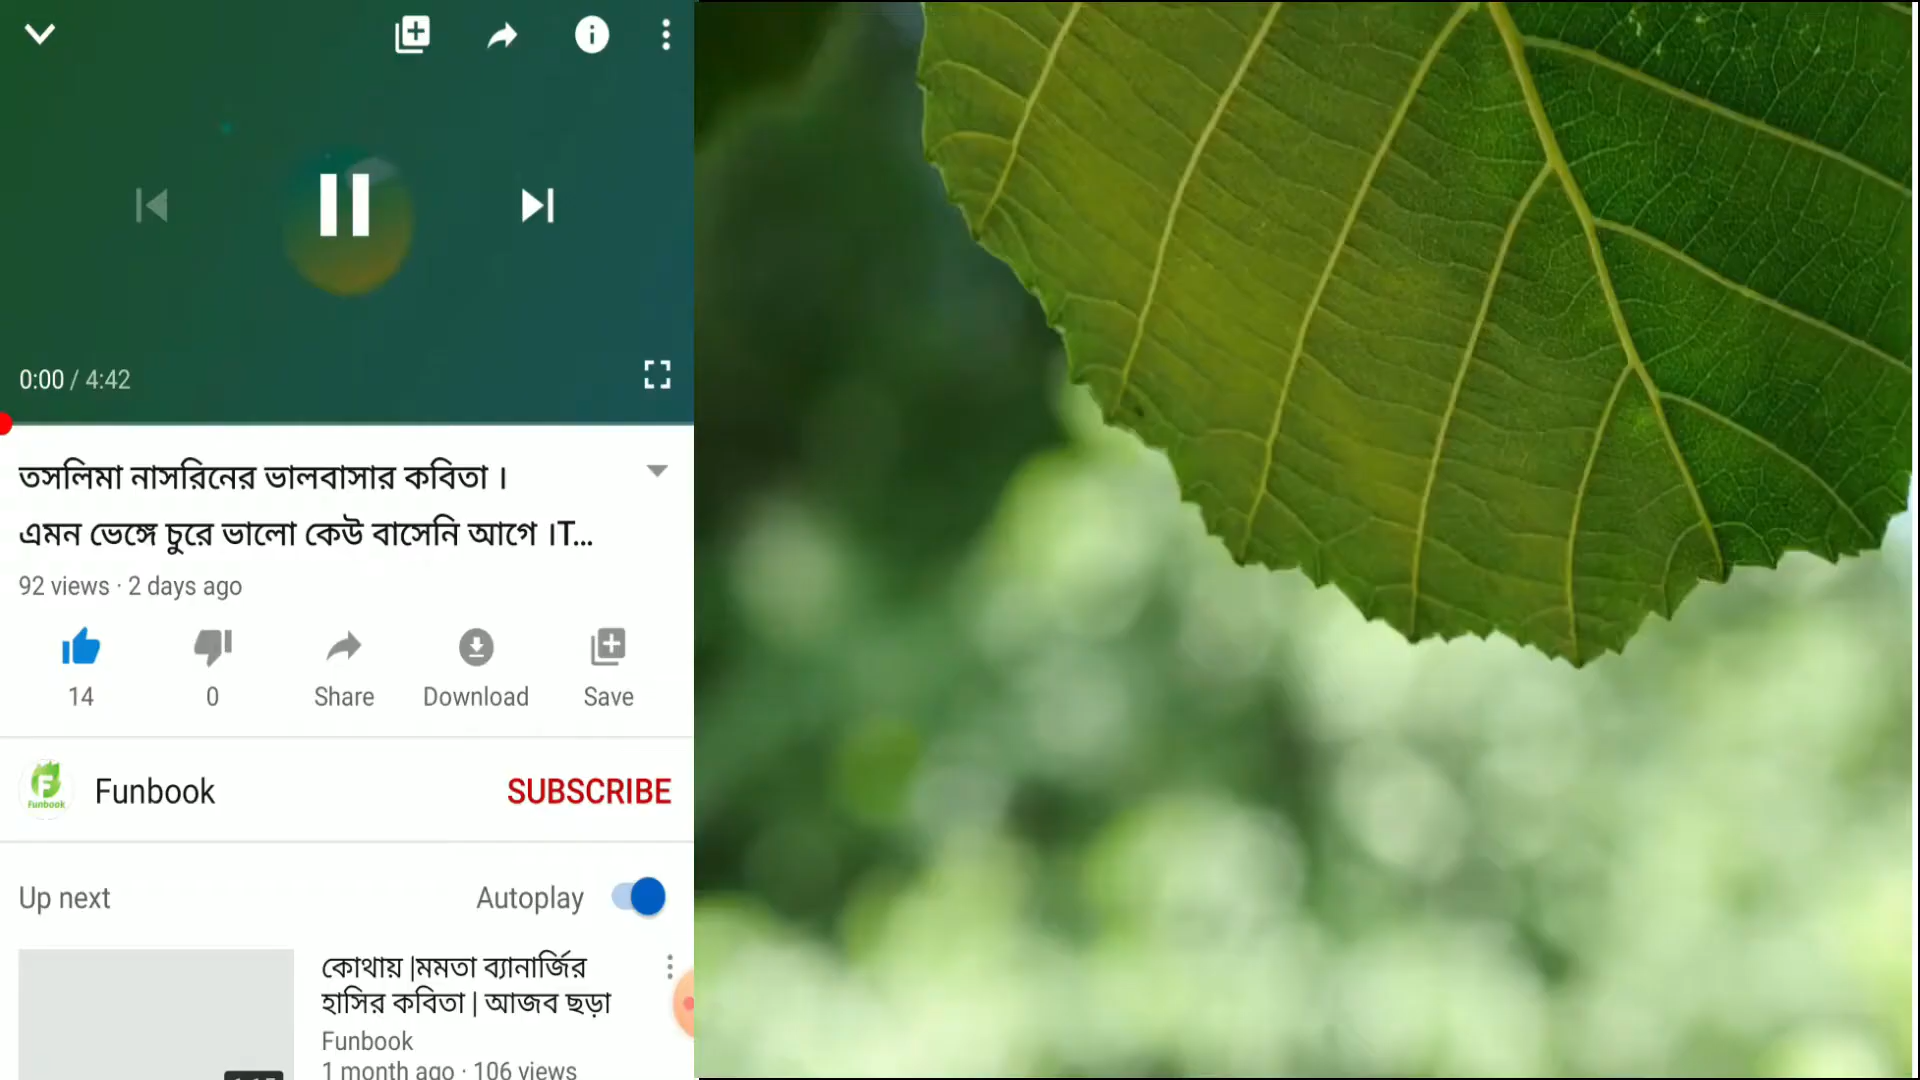 0:00 / 4:42
তসলিমা নাসরিনের ভালবাসার কবিতা ।
এমন ভেঙ্গে চুরে ভালো কেউ বাসেনি আগে ।T...
92 views · 2 days ago
14
0
Share
Download
Save
F
Funbook
Funbook
SUBSCRIBE
Up next
Autoplay
কোথায় |মমতা ব্যানার্জির
হাসির কবিতা | আজব ছড়া
Funbook
1 month ago · 106 views